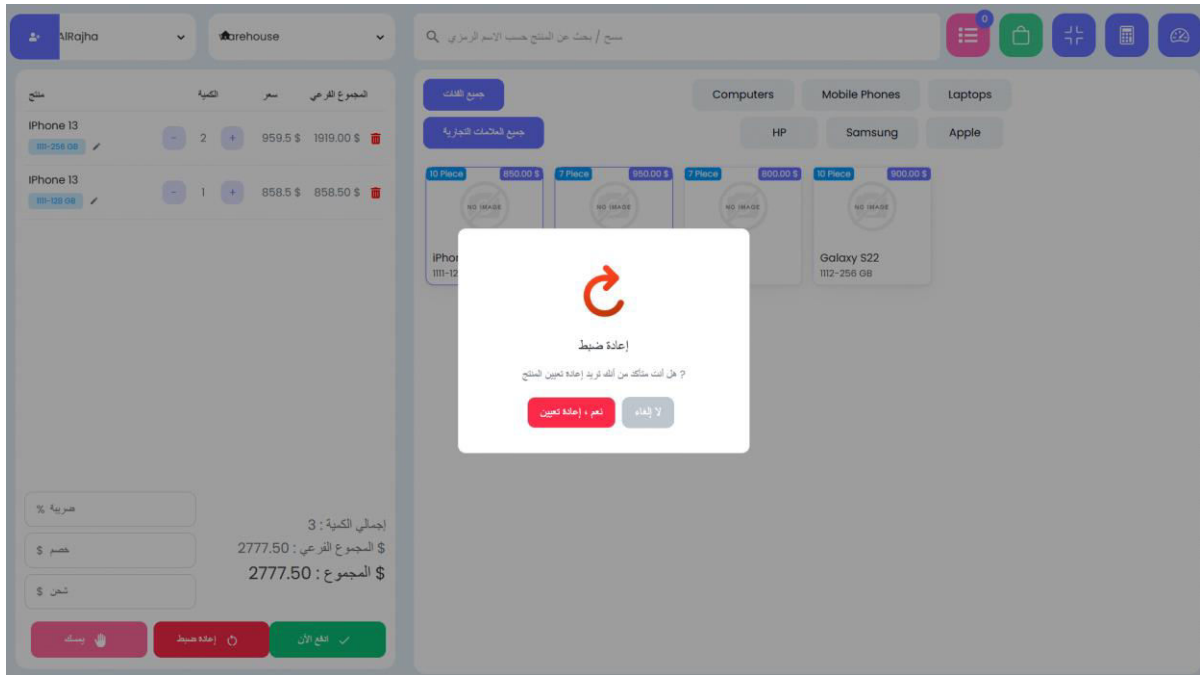 AlRajha
warehouse
مسح / بحث عن المنتج حسب الاسم الرمزي
0
منتج
الكمية
سعر
المجموع الفرعي
IPhone 13
1111-256 GB
- 2 +
959.5 $
1919.00 $
IPhone 13
1111-128 GB
- 1 +
858.5 $
858.50 $
ضريبة
%
خصم
$
شحن
$
إجمالي الكمية : 3
$ المجموع الفرعي : 2777.50
$ المجموع : 2777.50
يمسك
إعادة ضبط
ادفع الآن
جميع الفئات
Computers
Mobile Phones
Laptops
جميع العلامات التجارية
HP
Samsung
Apple
10 Piece
850.00 $
7 Piece
950.00 $
7 Piece
800.00 $
10 Piece
900.00 $
NO IMAGE
NO IMAGE
NO IMAGE
NO IMAGE
iPhon
1111-12
Galaxy S22
1112-256 GB
إعادة ضبط
? هل أنت متأكد من أنك تريد إعادة تعيين المنتج
نعم ، إعادة تعيين
لا إلغاء